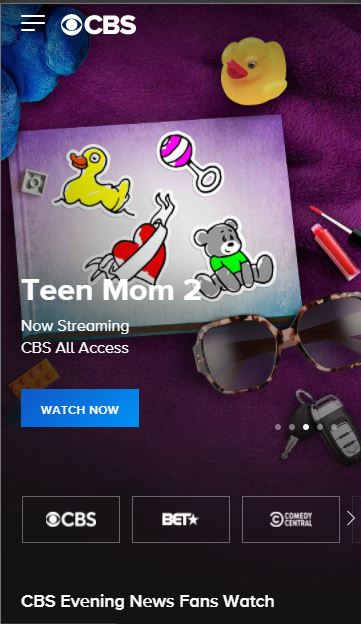 CBS
Teen Mom 2
Now Streaming
CBS All Access
WATCH NOW
CBS
BET
COMEDY
CENTRAL
CBS Evening News Fans Watch